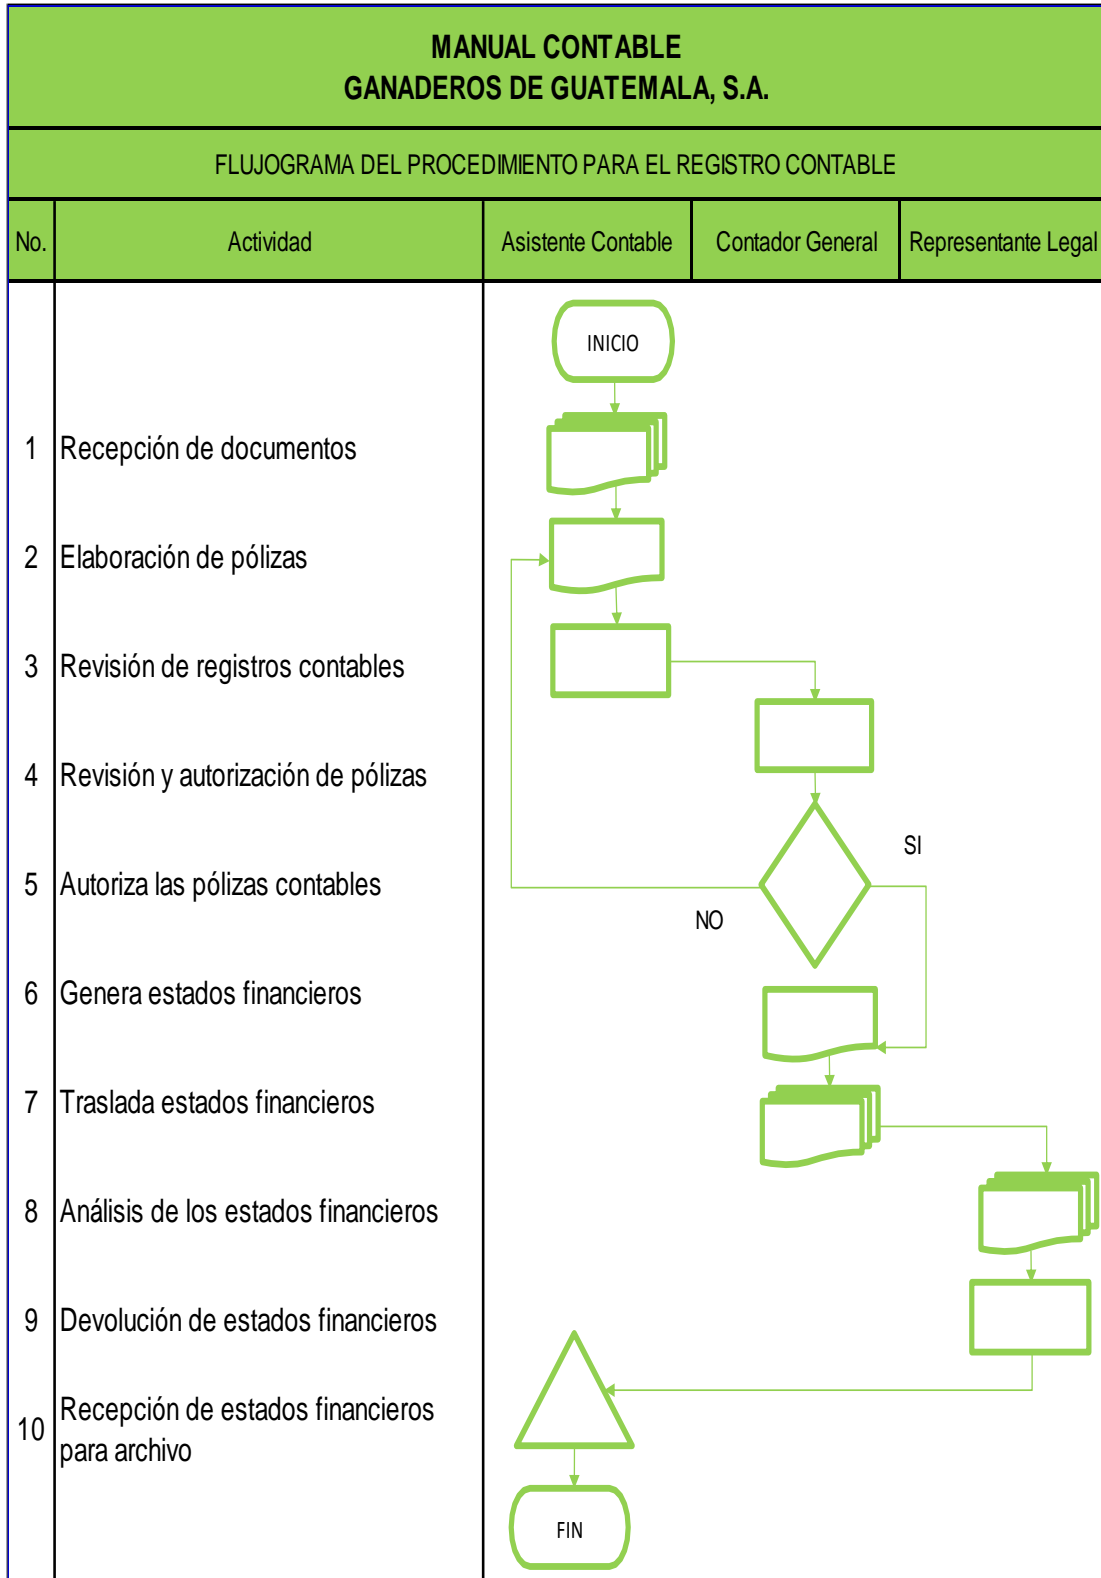 MANUAL CONTABLE
GANADEROS DE GUATEMALA, S.A.
FLUJOGRAMA DEL PROCEDIMIENTO PARA EL REGISTRO CONTABLE
No. Actividad Asistente Contable Contador General Representante Legal
INICIO
1 Recepción de documentos
2 Elaboración de pólizas
3 Revisión de registros contables
4 Revisión y autorización de pólizas
SI
5 Autoriza las pólizas contables
NO
6 Genera estados financieros
7 Traslada estados financieros
8 Análisis de los estados financieros
9 Devolución de estados financieros
10 Recepción de estados financieros
para archivo
FIN